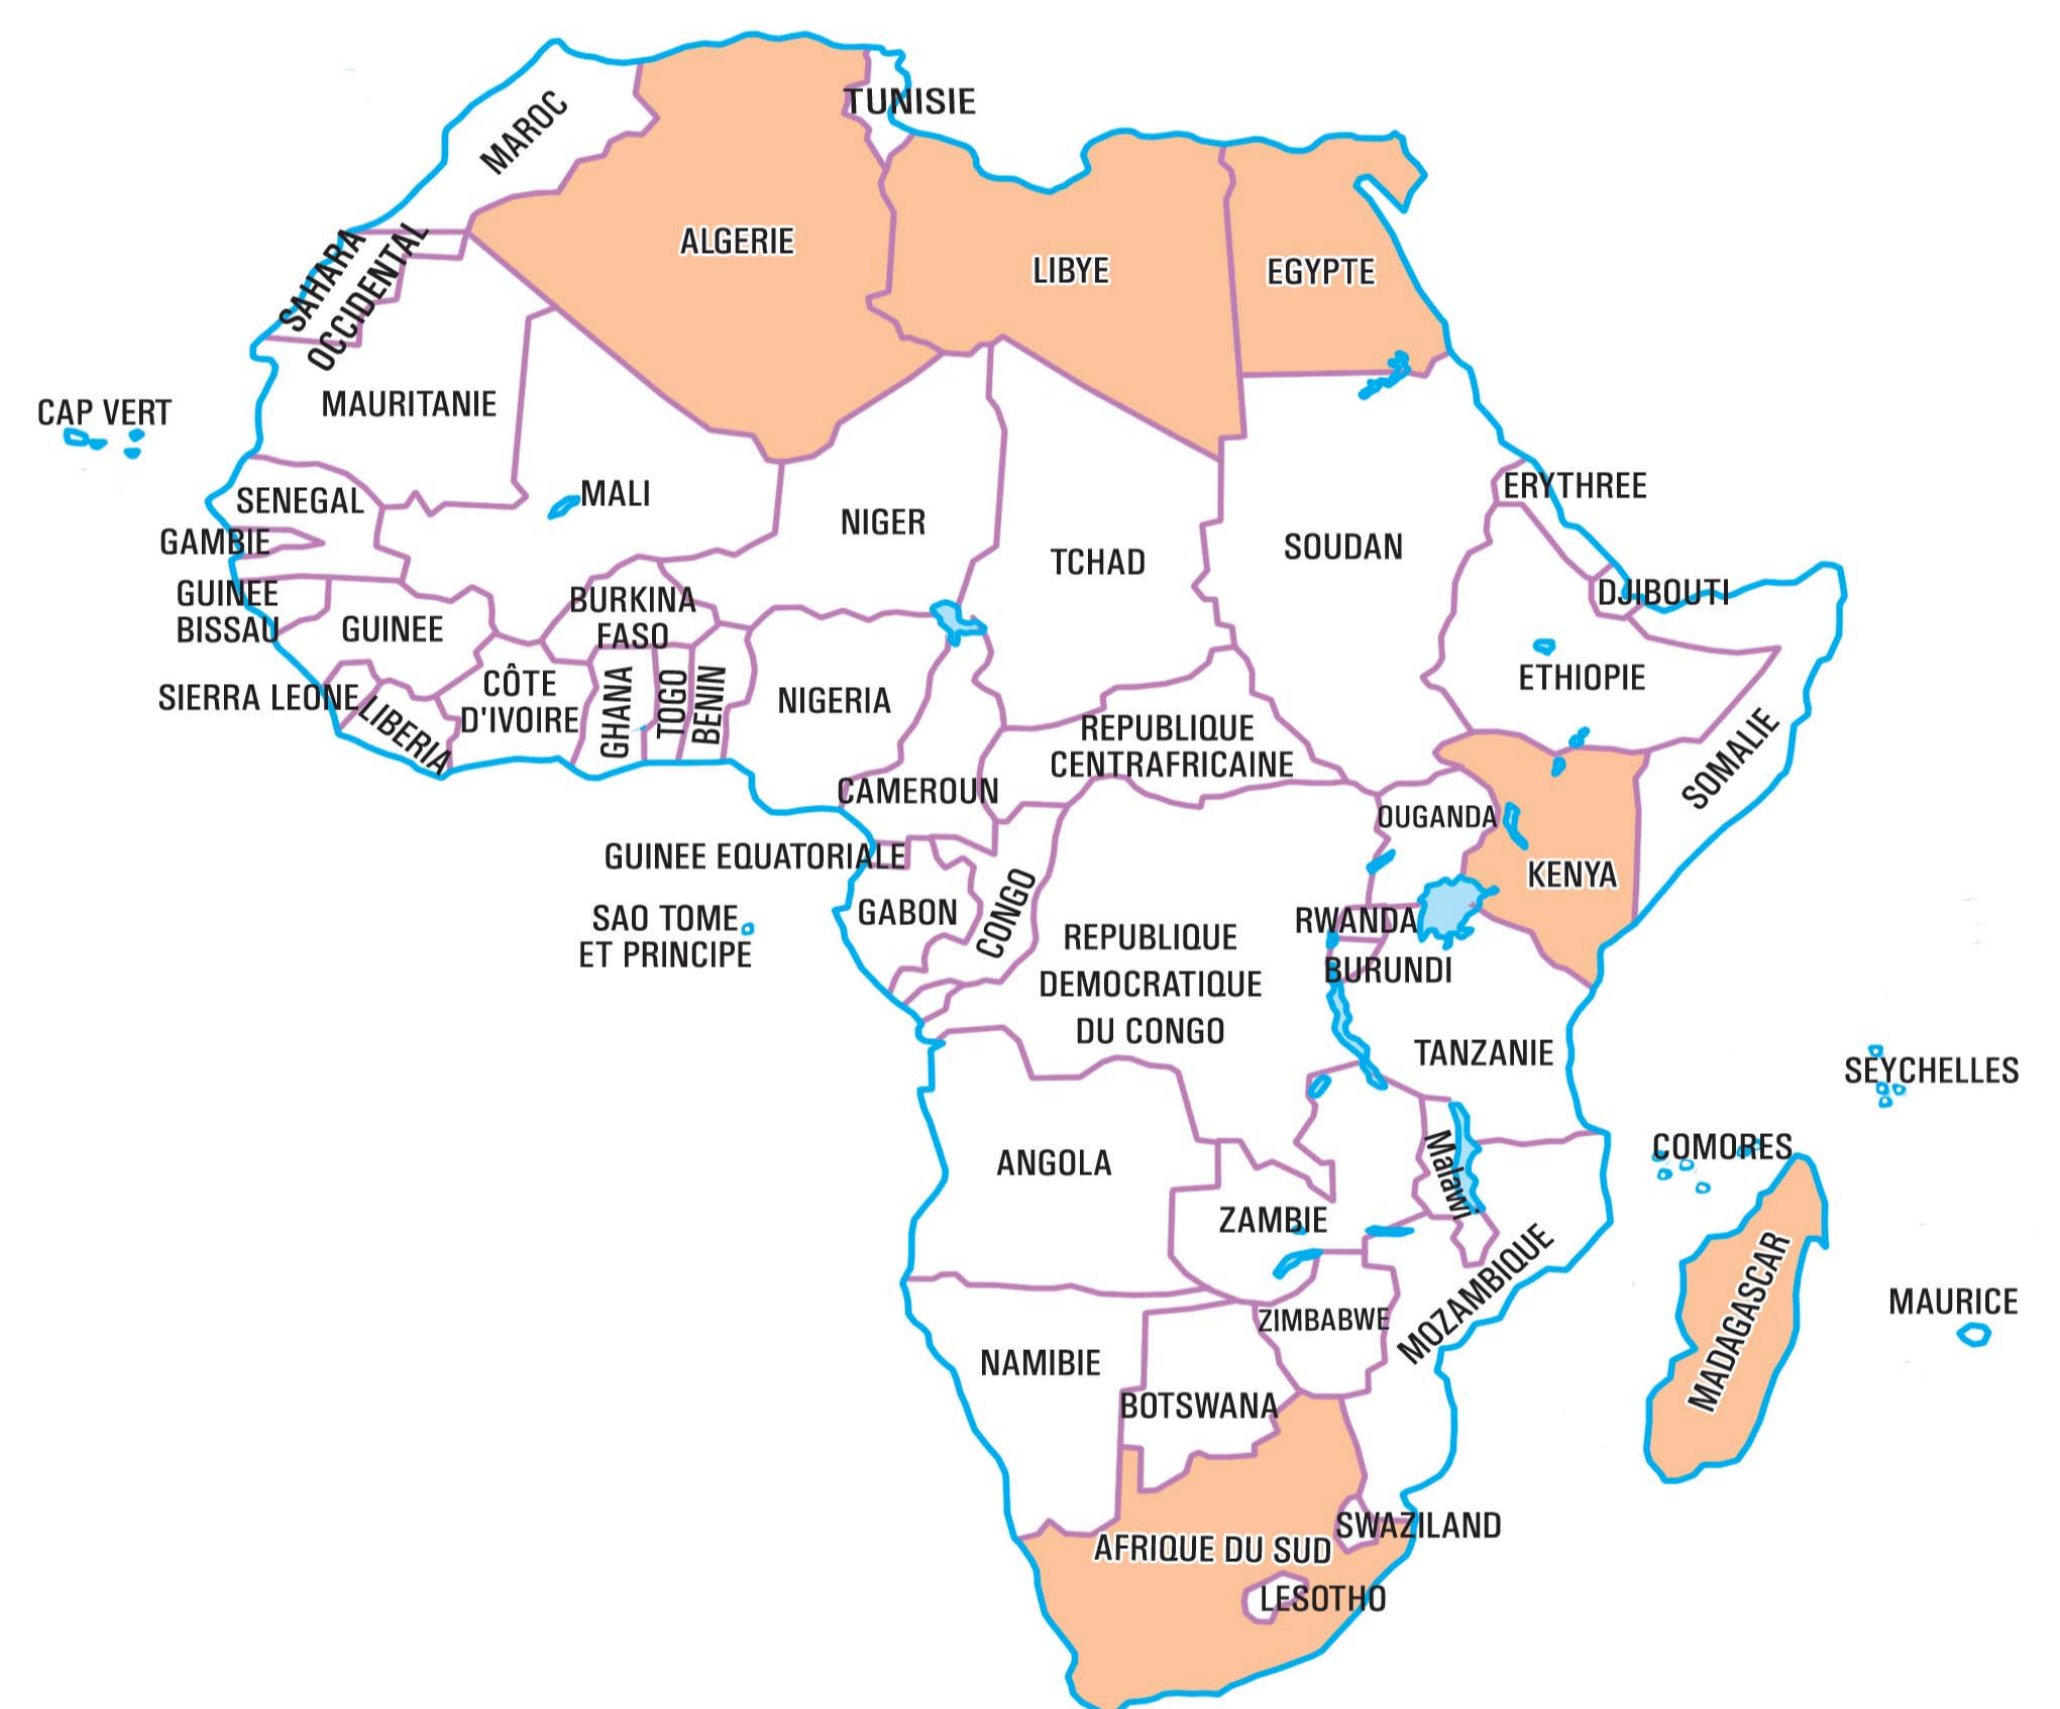 TUNISIE
MAROC
ALGERIE
LIBYE
EGYPTE
SAHARA
OCCIDENTAL
MAURITANIE
CAP VERT
MALI
NIGER
TCHAD
SOUDAN
ERYTHREE
SENEGAL
GAMBIE
GUINEE
BISSAU
GUINEE
BURKINA
FASO
DJIBOUTI
ETHIOPIE
SOMALIE
SIERRA LEONE
LIBERIA
CÔTE
D'IVOIRE
GHANA
TOGO
BENIN
NIGERIA
REPUBLIQUE
CENTRAFRICAINE
CAMEROUN
OUGANDA
KENYA
GUINEE EQUATORIALE
GABON
CONGO
SAO TOME
ET PRINCIPE
REPUBLIQUE
DEMOCRATIQUE
DU CONGO
RWANDA
BURUNDI
TANZANIE
SEYCHELLES
COMORES
ANGOLA
ZAMBIE
Malawi
MOZAMBIQUE
MADAGASCAR
MAURICE
ZIMBABWE
NAMIBIE
BOTSWANA
SWAZILAND
AFRIQUE DU SUD
LESOTHO